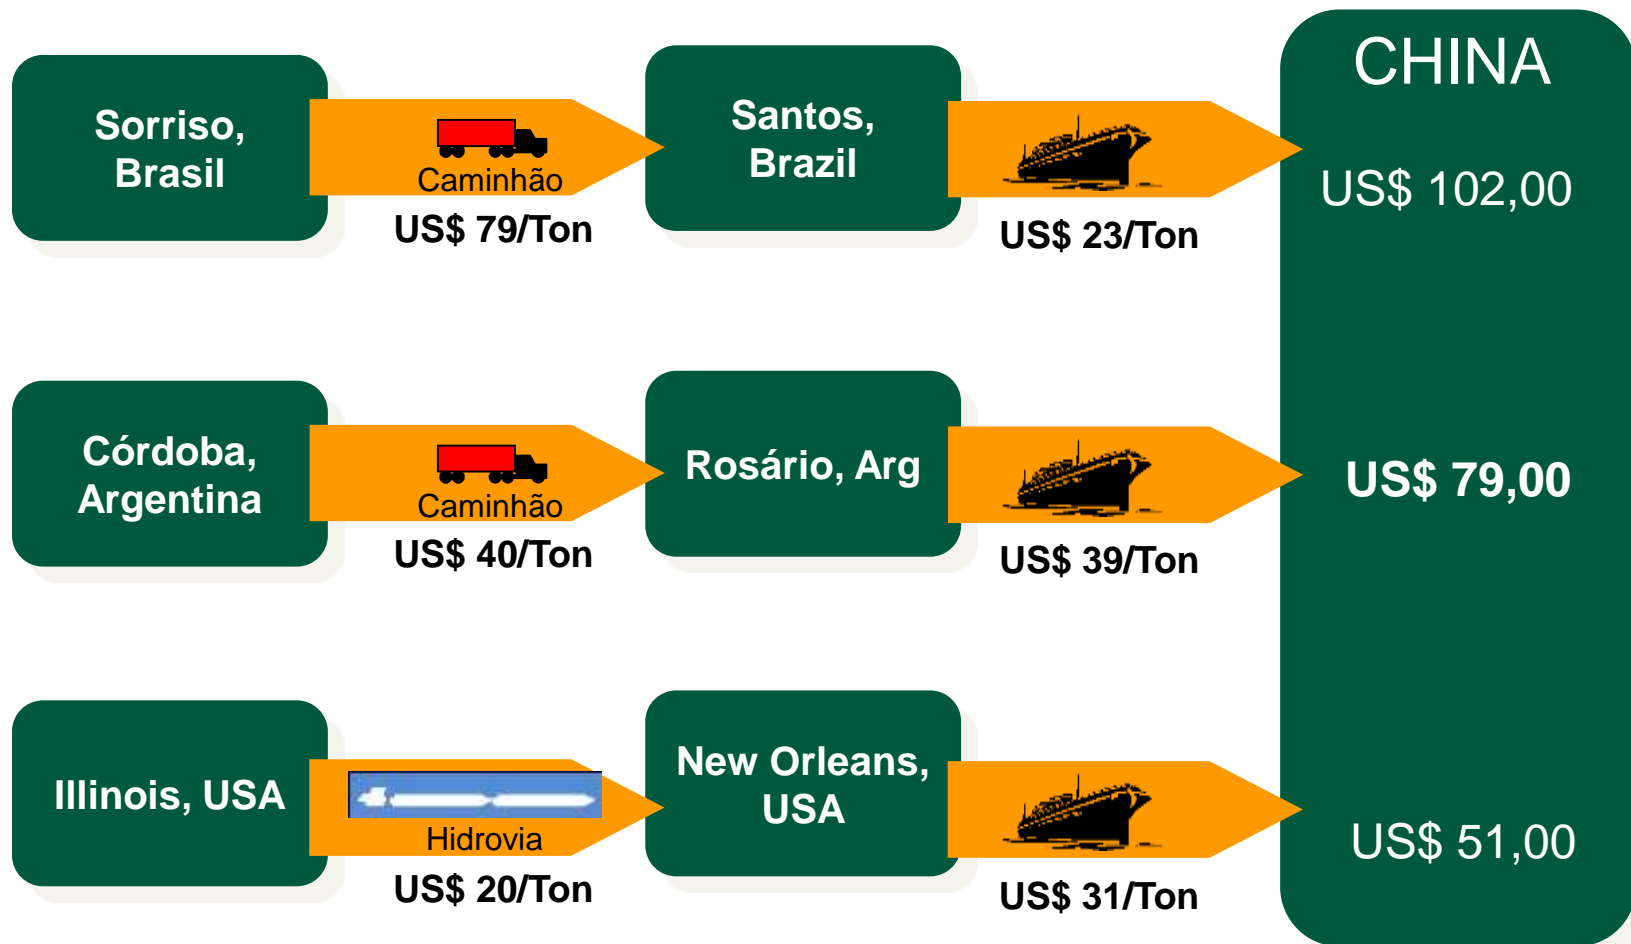 CHINA
Sorriso,
Brasil
Caminhão
US$ 79/Ton
Santos,
Brazil
US$ 23/Ton
US$ 102,00
Córdoba,
Argentina
Caminhão
US$ 40/Ton
Rosário, Arg
US$ 39/Ton
US$ 79,00
Illinois, USA
Hidrovia
US$ 20/Ton
New Orleans,
USA
US$ 31/Ton
US$ 51,00